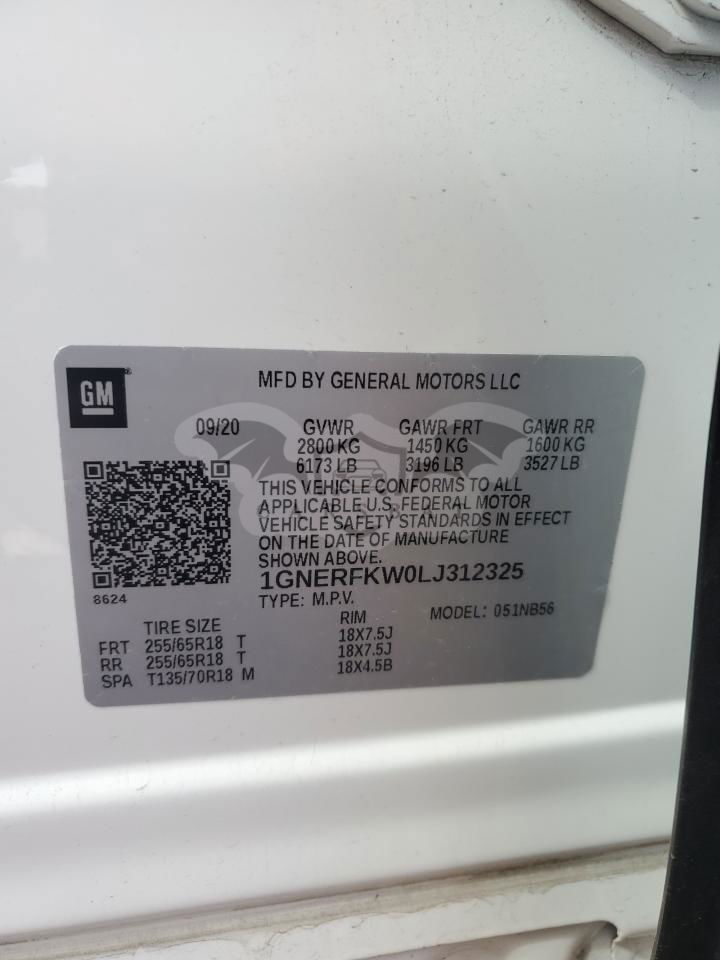 GM
MFD BY GENERAL MOTORS LLC
09/20 GVWR GAWR FRT GAWR RR
2800 KG 1450 KG 1600 KG
6173 LB 3196 LB 3527 LB
THIS VEHICLE CONFORMS TO ALL
APPLICABLE U.S. FEDERAL MOTOR
VEHICLE SAFETY STANDARDS IN EFFECT
ON THE DATE OF MANUFACTURE
SHOWN ABOVE.
1GNERFKW0LJ312325
8624
TYPE: M.P.V. MODEL: 051NB56
TIRE SIZE RIM
FRT 255/65R18 T 18X7.5J
RR 255/65R18 T 18X7.5J
SPA T135/70R18 M 18X4.5B